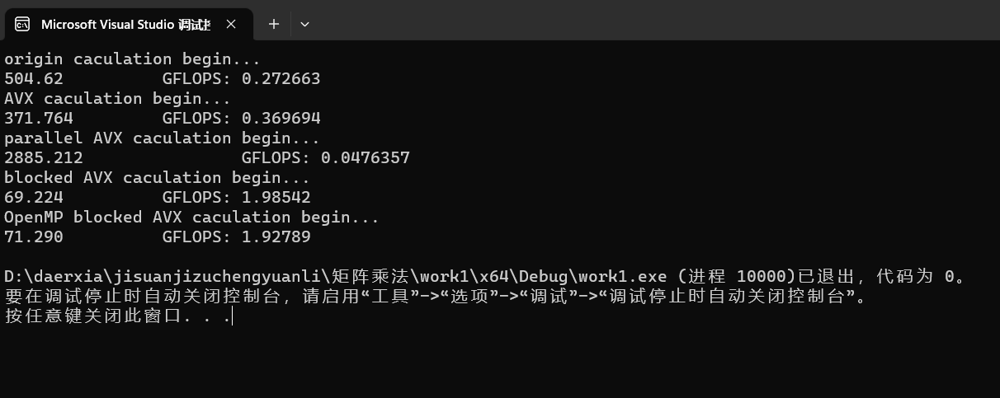 Microsoft Visual Studio 调试
origin caculation begin...
504.62 GFLOPS: 0.272663
AVX caculation begin...
371.764 GFLOPS: 0.369694
parallel AVX caculation begin...
2885.212 GFLOPS: 0.0476357
blocked AVX caculation begin...
69.224 GFLOPS: 1.98542
OpenMP blocked AVX caculation begin...
71.290 GFLOPS: 1.92789
D:\daerxia\jisuanjizuchengyuanli\矩阵乘法\work1\x64\Debug\work1.exe (进程 10000)已退出，代码为 0。
要在调试停止时自动关闭控制台，请启用“工具”->“选项”->“调试”->“调试停止时自动关闭控制台”。
按任意键关闭此窗口. . .